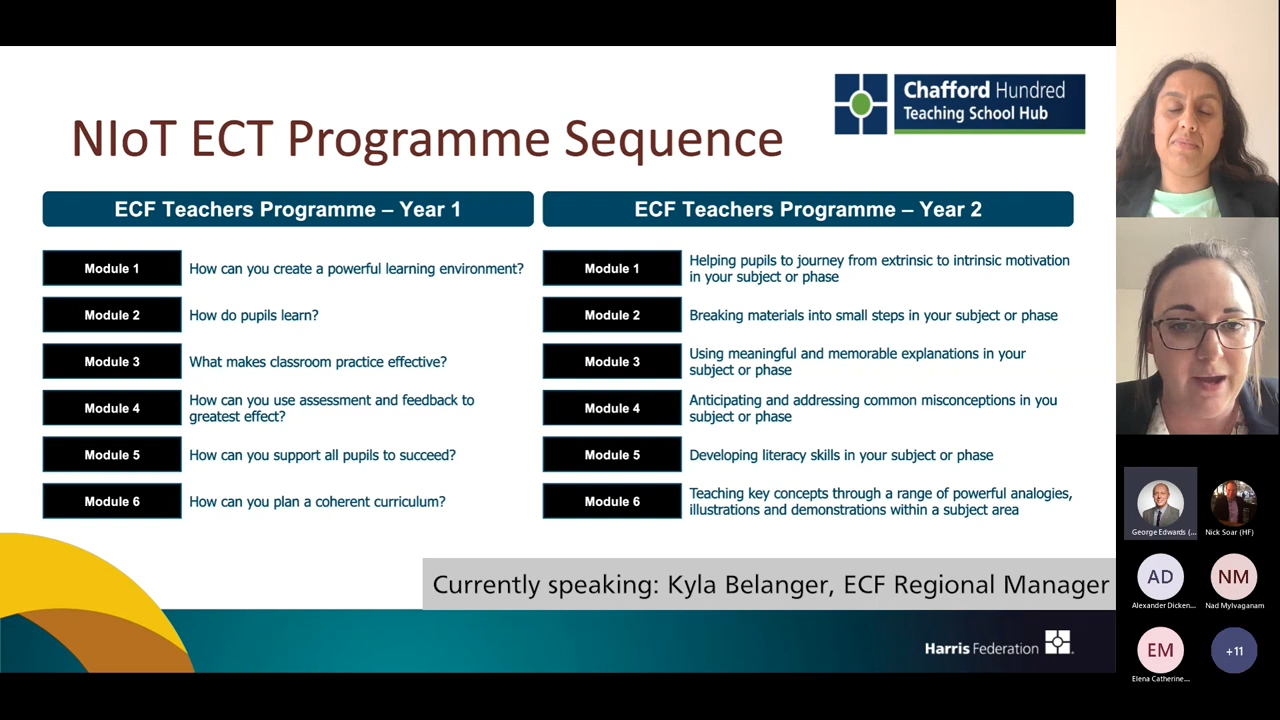 Chafford Hundred
Teaching School Hub
NIoT ECT Programme Sequence
ECF Teachers Programme – Year 1
Module 1
How can you create a powerful learning environment?
Module 2
How do pupils learn?
Module 3
What makes classroom practice effective?
Module 4
How can you use assessment and feedback to
greatest effect?
Module 5
How can you support all pupils to succeed?
Module 6
How can you plan a coherent curriculum?
ECF Teachers Programme – Year 2
Module 1
Helping pupils to journey from extrinsic to intrinsic motivation
in your subject or phase
Module 2
Breaking materials into small steps in your subject or phase
Module 3
Using meaningful and memorable explanations in your
subject or phase
Module 4
Anticipating and addressing common misconceptions in you
subject or phase
Module 5
Developing literacy skills in your subject or phase
Module 6
Teaching key concepts through a range of powerful analogies,
illustrations and demonstrations within a subject area
Currently speaking: Kyla Belanger, ECF Regional Manager
Harris Federation
George Edwards (...
Nick Soar (HF)
AD
Alexander Dicken...
NM
Nad Mylvaganam
EM
Elena Catherine...
+11